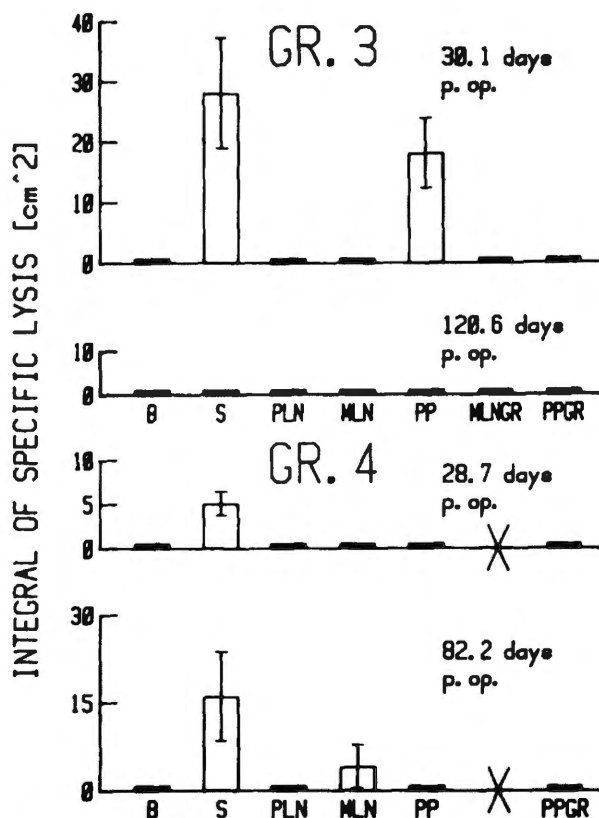 INTEGRAL OF SPECIFIC LYSIS [cm^2]
GR. 3
30.1 days
p. op.
40
30
20
10
0
120.6 days
p. op.
10
0
B S PLN MLN PP MLNGR PPGR
GR. 4
28.7 days
p. op.
10
5
0
82.2 days
p. op.
30
15
0
B S PLN MLN PP PPGR